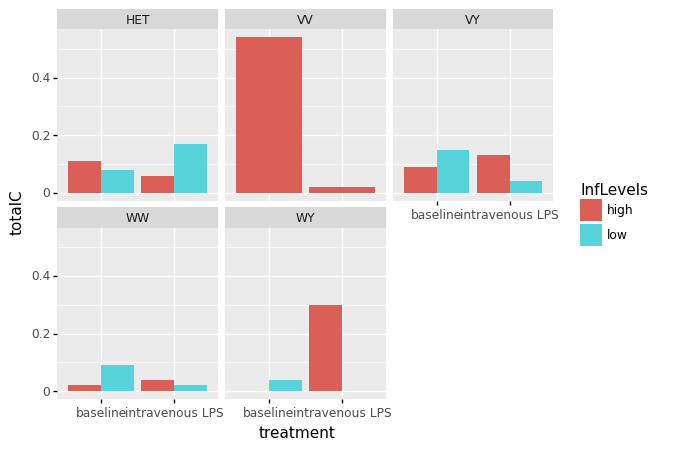 HET
VV
VY
0.4
0.2
0
totalC
baseline
intravenous LPS
InfLevels
high
low
WW
WY
0.4
0.2
0
baseline
intravenous LPS
baseline
intravenous LPS
treatment